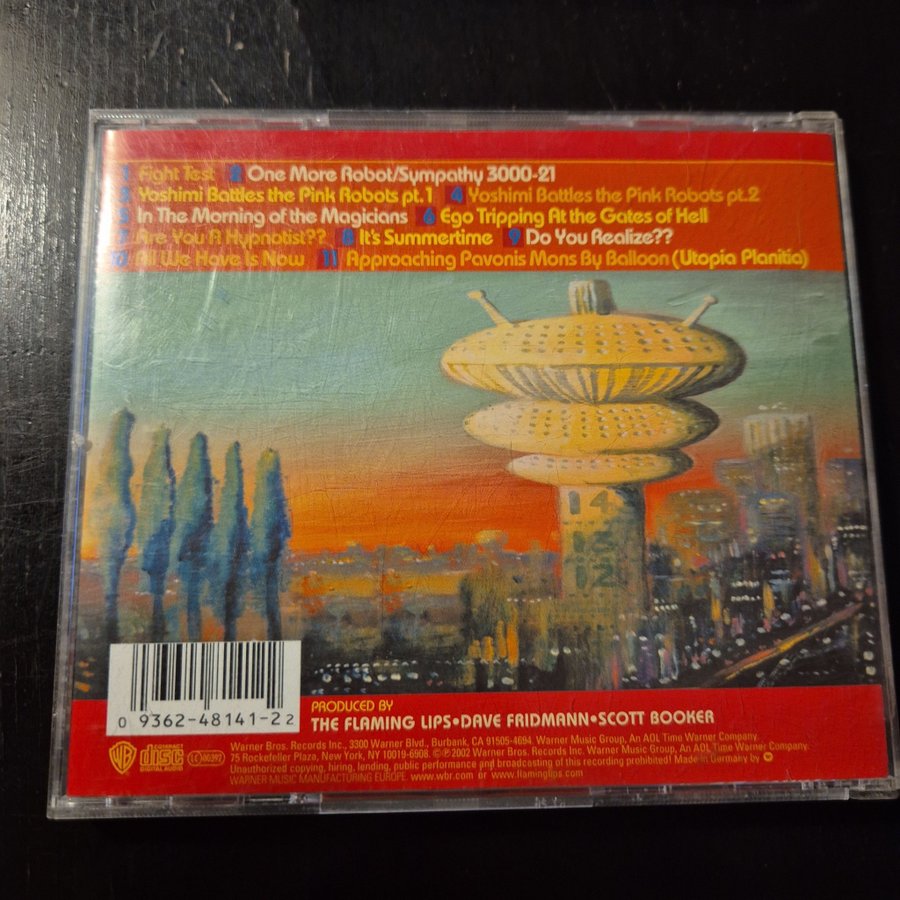 1 Fight Test 2 One More Robot/Sympathy 3000-21
3 Yoshimi Battles the Pink Robots pt.1 4 Yoshimi Battles the Pink Robots pt.2
5 In The Morning of the Magicians 6 Ego Tripping At the Gates of Hell
7 Are You A Hypnotist?? 8 It's Summertime 9 Do You Realize??
10 All We Have Is Now 11 Approaching Pavonis Mons By Balloon (Utopia Planitia)
14
12
0 9362-48141-2 2
PRODUCED BY
THE FLAMING LIPS•DAVE FRIDMANN•SCOTT BOOKER
WB
COMPACT
disc
DIGITAL AUDIO
Warner Bros. Records Inc., 3300 Warner Blvd., Burbank, CA 91505-4694. Warner Music Group, An AOL Time Warner Company.
75 Rockefeller Plaza, New York, NY 10019-6908. ©℗2002 Warner Bros. Records Inc. Warner Music Group, An AOL Time Warner Company.
Unauthorized copying, hiring, lending, public performance and broadcasting of this recording prohibited! Made in Germany by
WARNER MUSIC MANUFACTURING EUROPE. www.wbr.com or www.flaminglips.com